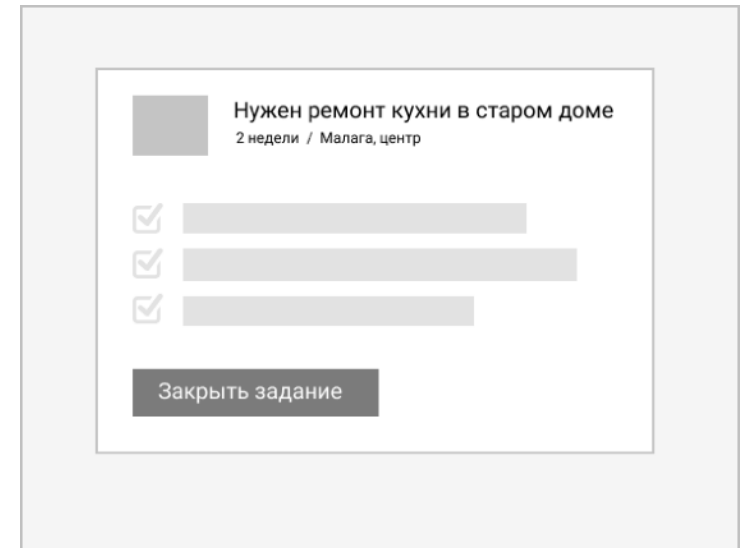 Нужен ремонт кухни в старом доме
2 недели / Малага, центр
Закрыть задание